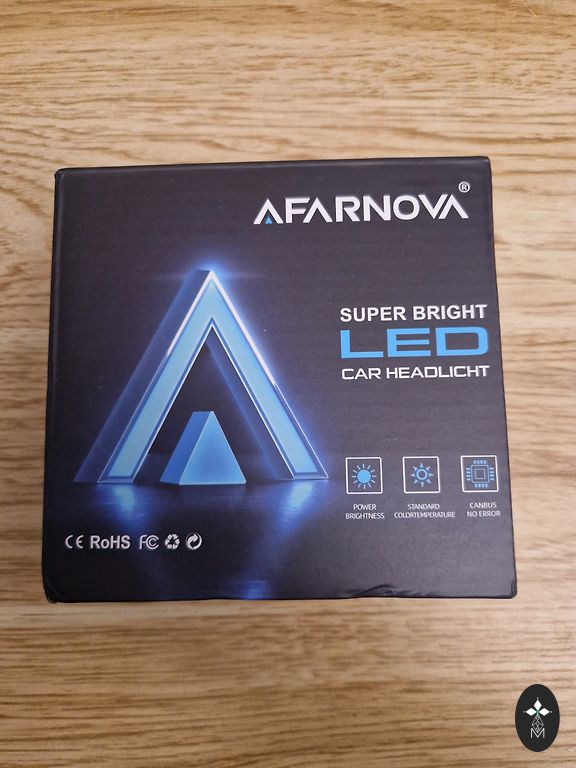 AFARNOVA®
SUPER BRIGHT
LED
CAR HEADLICHT
POWER
BRIGHTNESS
STANDARD
COLORTEMPERATURE
CANBUS
NO ERROR
CE RoHS FC
M